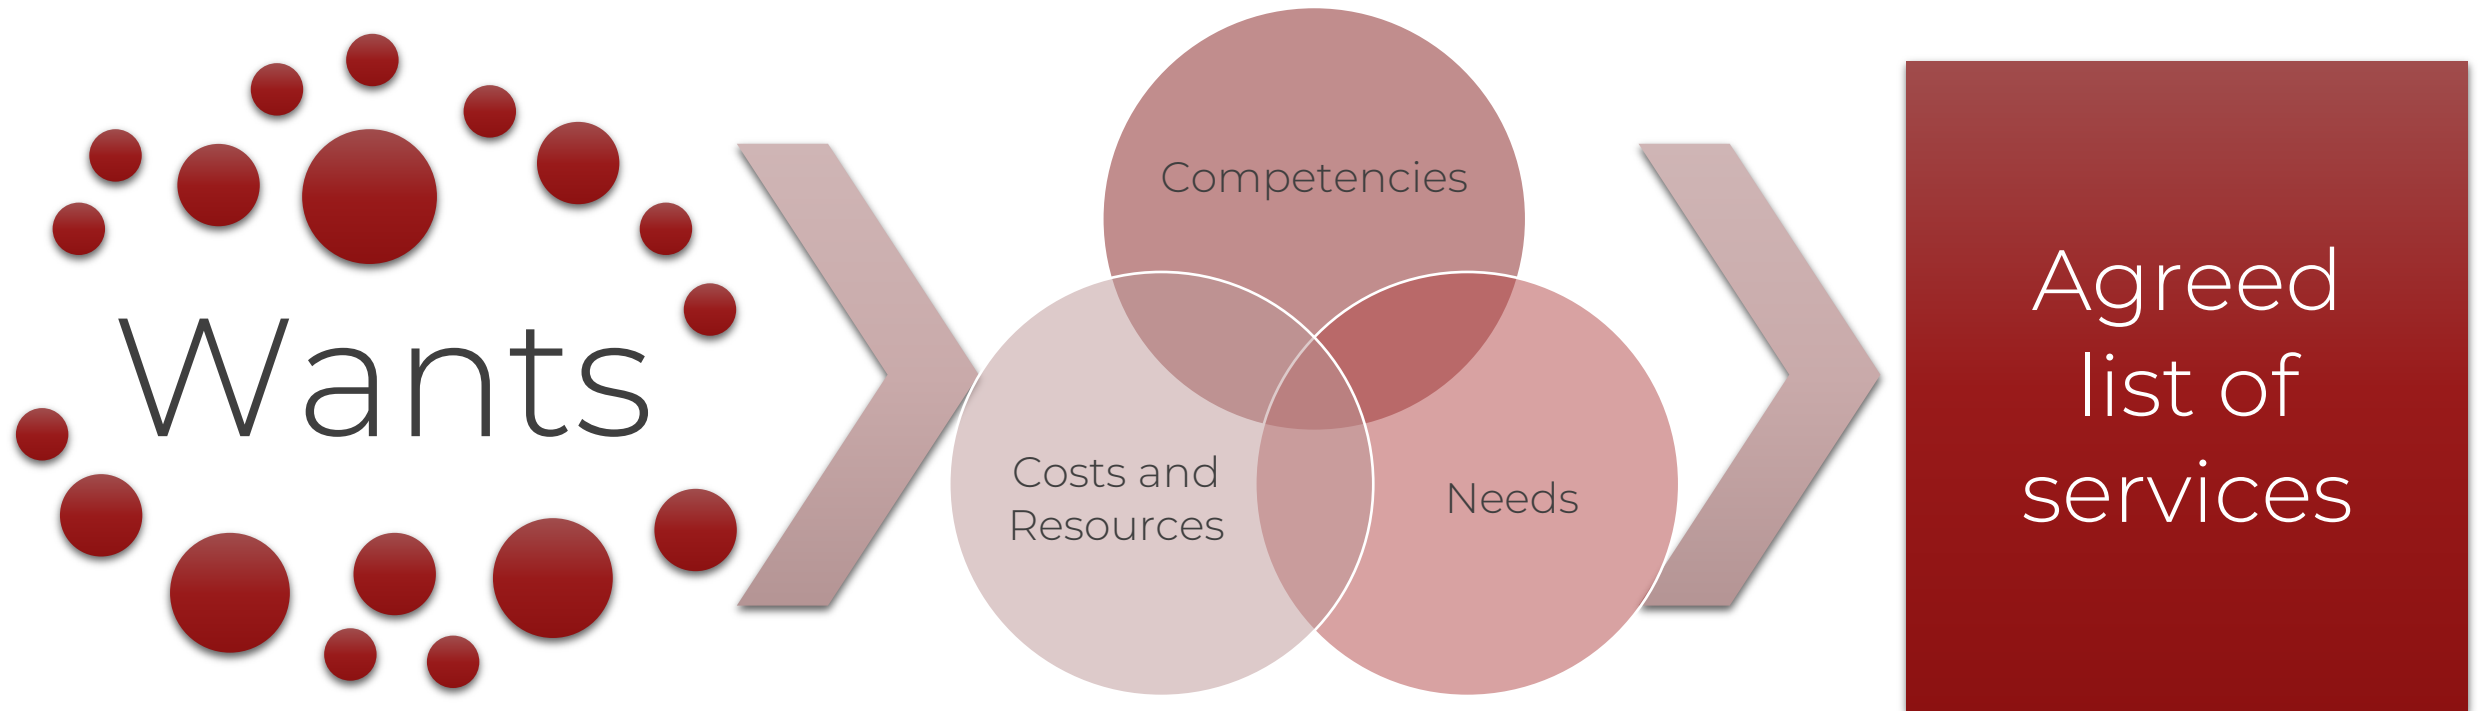 Wants
Competencies
Costs and
Resources
Needs
Agreed
list of
services